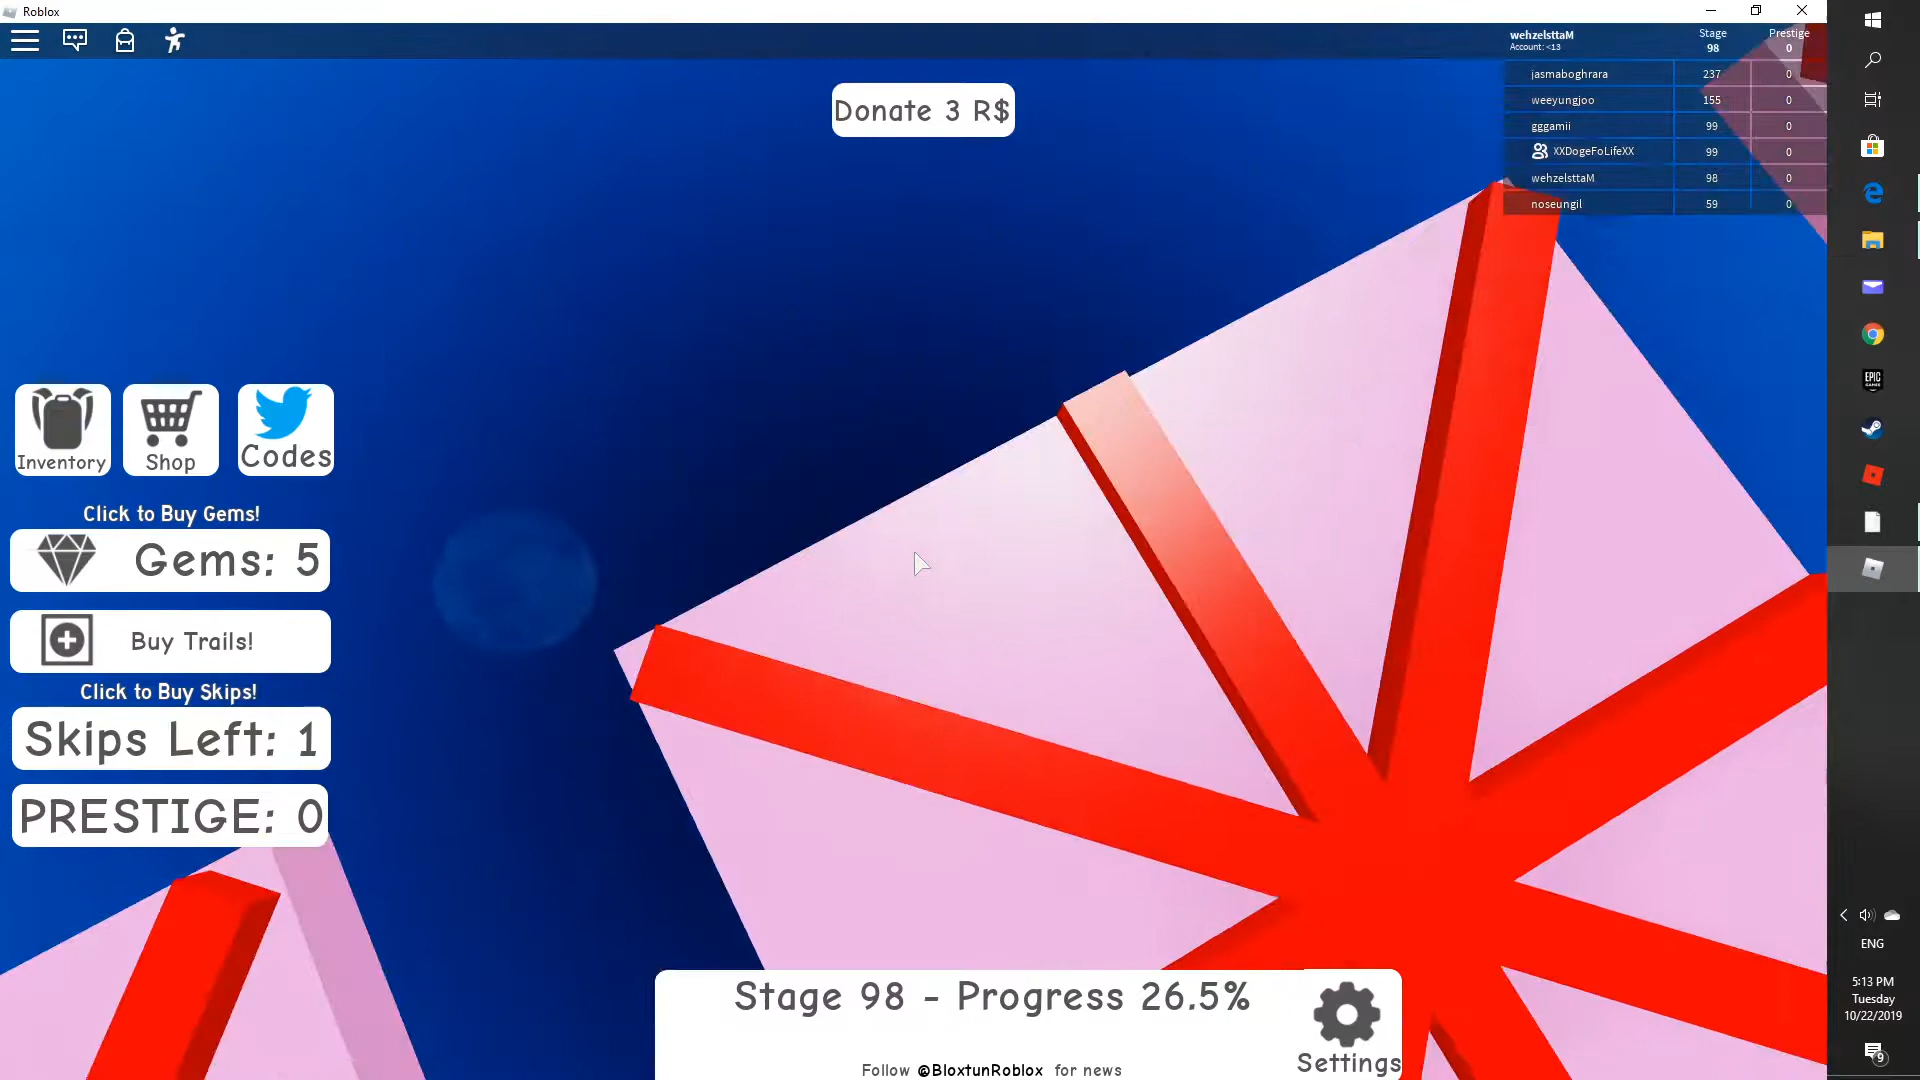 Roblox
wehzelsttaM
Account: <13
Stage
98
Prestige
0
jasmaboghrara 237 0
weeyungjoo 155 0
gggamii 99 0
XXDogeFoLifeXX 99 0
wehzelsttaM 98 0
noseungil 59 0
Donate 3 R$
Inventory
Shop
Codes
Click to Buy Gems!
Gems: 5
Buy Trails!
Click to Buy Skips!
Skips Left: 1
PRESTIGE: 0
Stage 98 - Progress 26.5%
Settings
Follow @BloxtunRoblox for news
EPIC
GAMES
ENG
5:13 PM
Tuesday
10/22/2019
9